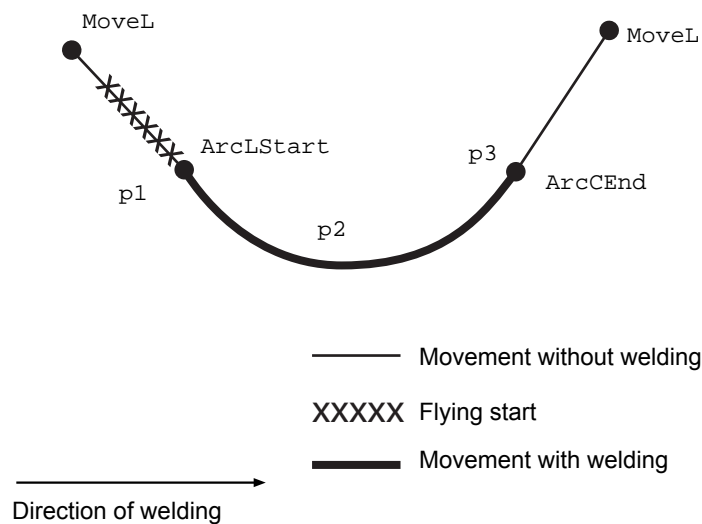 MoveL
MoveL
ArcLStart
p3
ArcCEnd
p1
p2
Movement without welding
XXXXX Flying start
Movement with welding
Direction of welding